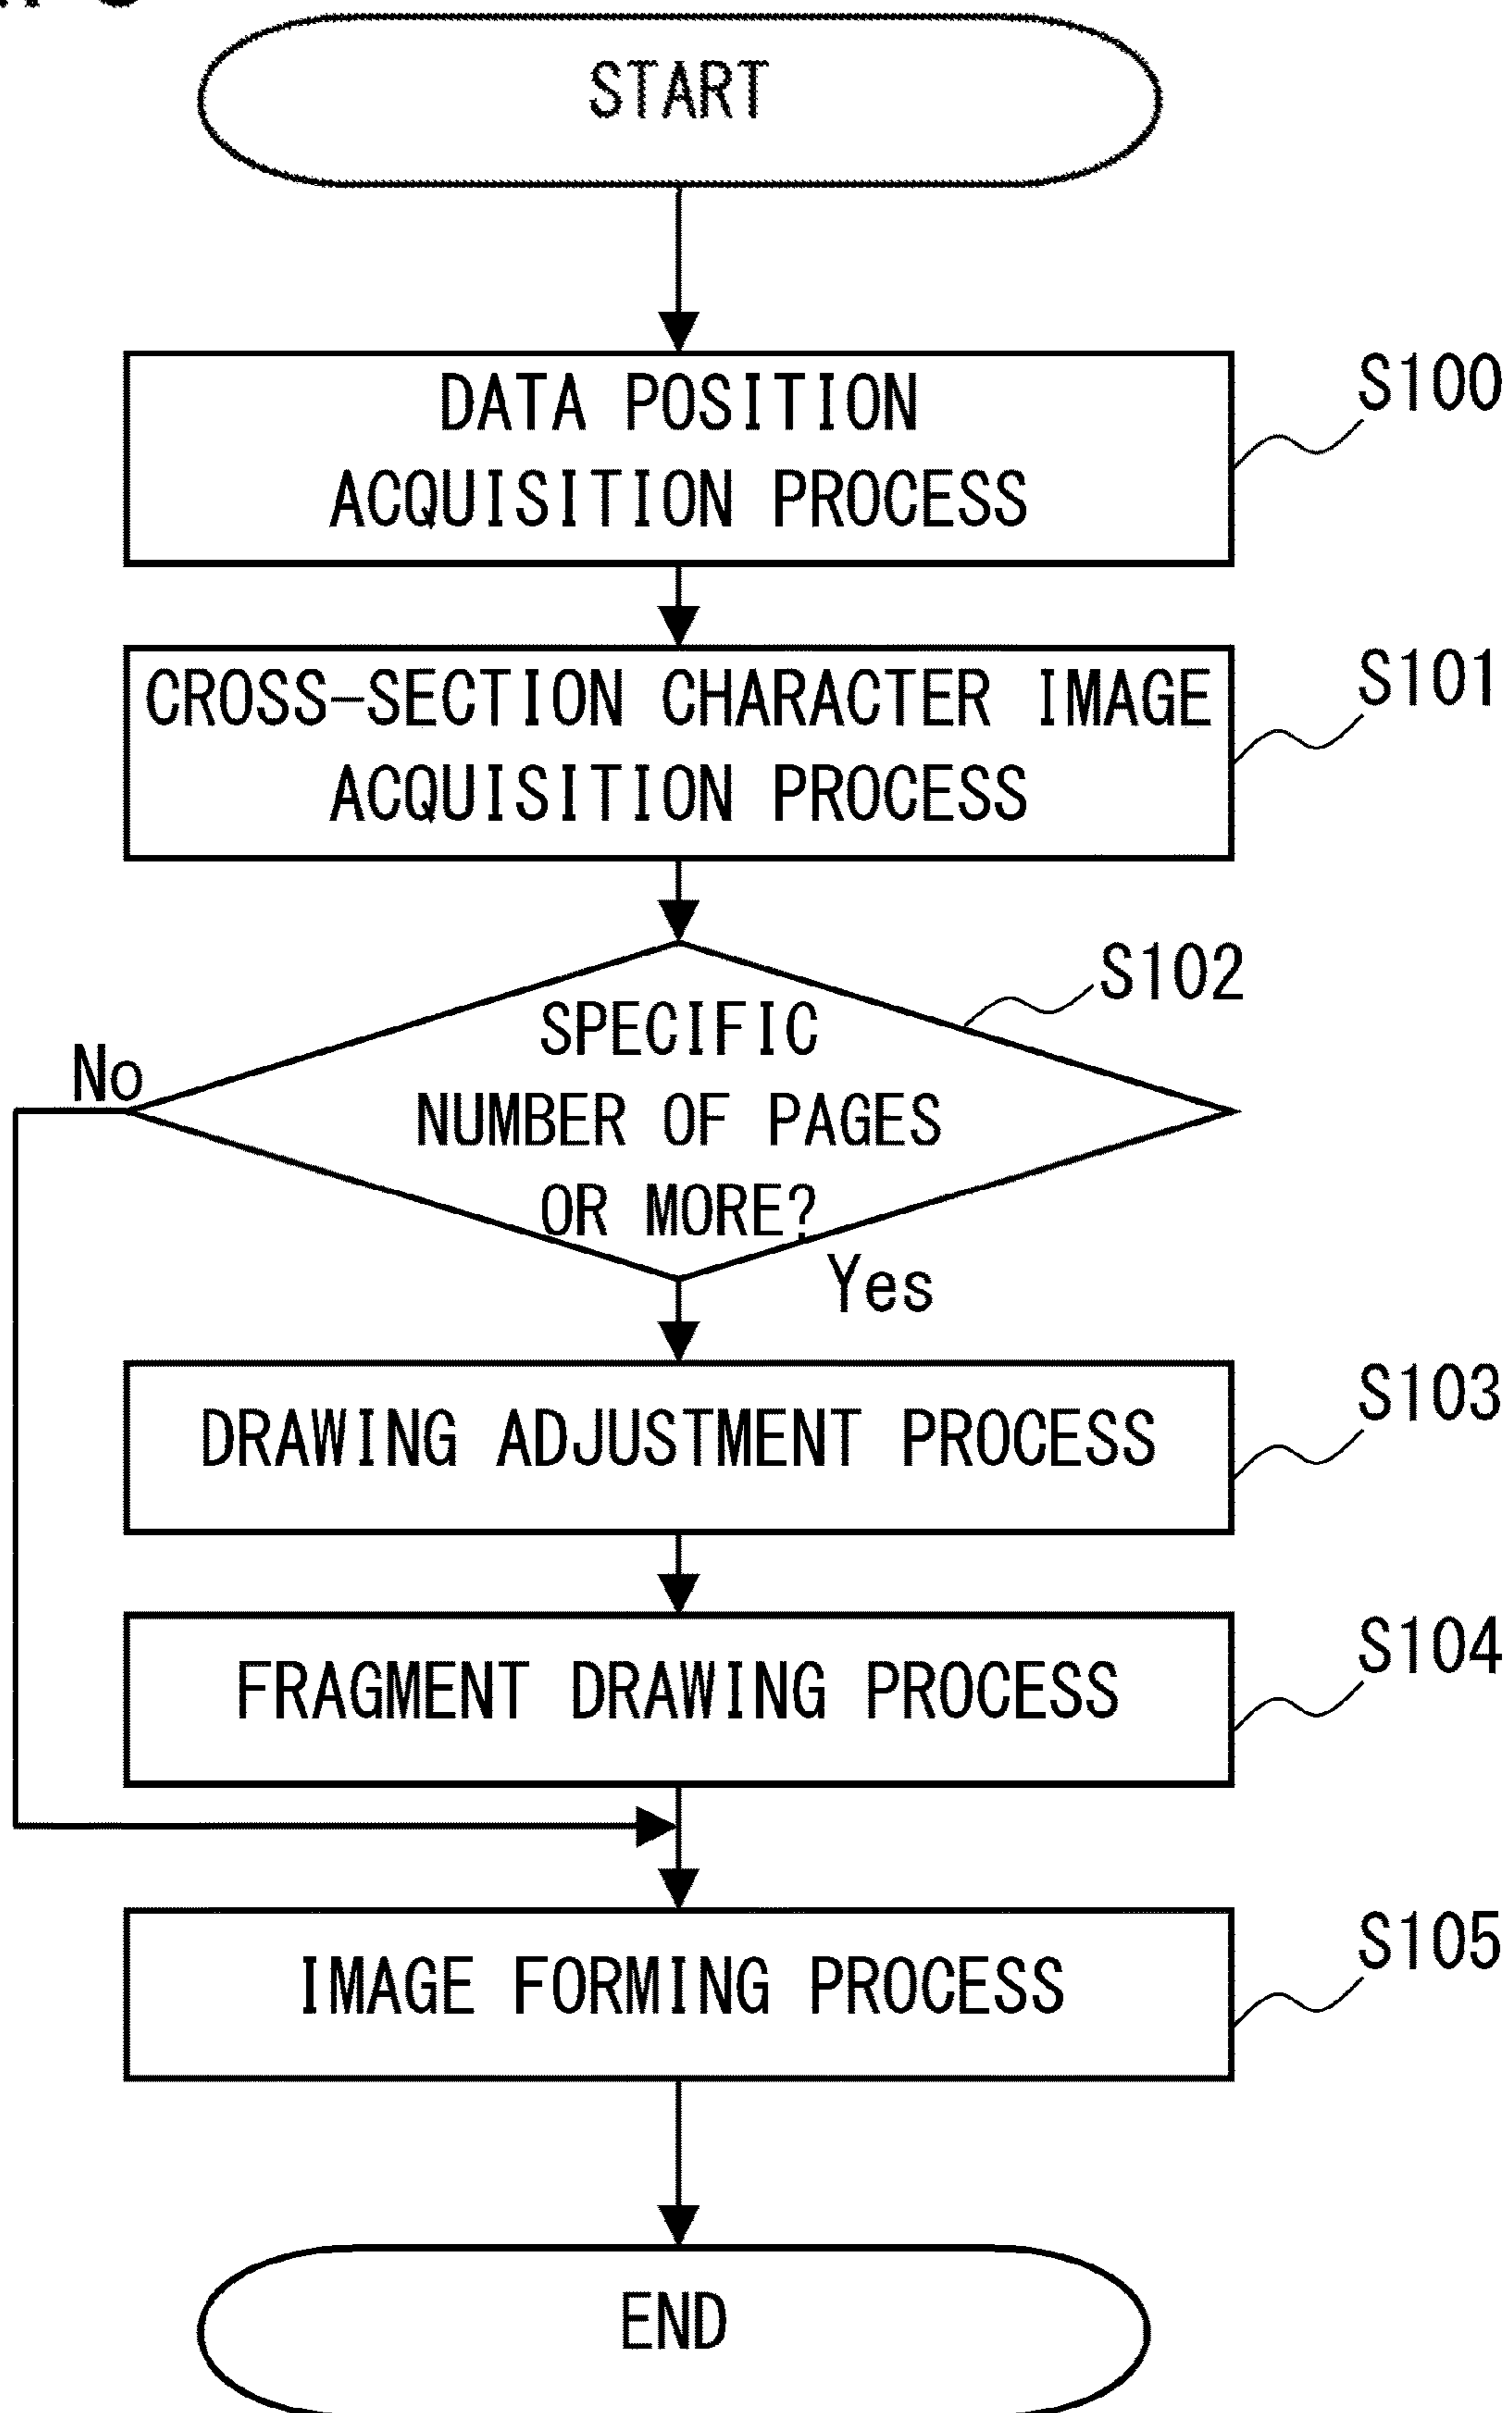 START
DATA POSITION
ACQUISITION PROCESS
S100
CROSS-SECTION CHARACTER IMAGE
ACQUISITION PROCESS
S101
SPECIFIC
NUMBER OF PAGES
OR MORE?
S102
No
Yes
DRAWING ADJUSTMENT PROCESS
S103
FRAGMENT DRAWING PROCESS
S104
IMAGE FORMING PROCESS
S105
END